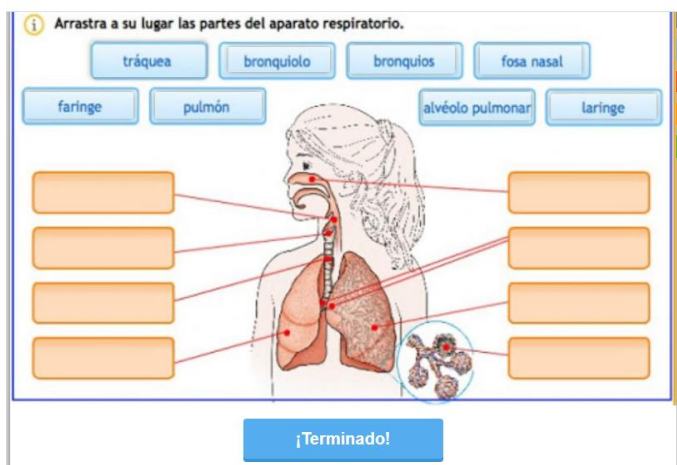 i Arrastra a su lugar las partes del aparato respiratorio.
tráquea bronquiolo bronquios fosa nasal
faringe pulmón alvéolo pulmonar laringe
¡Terminado!